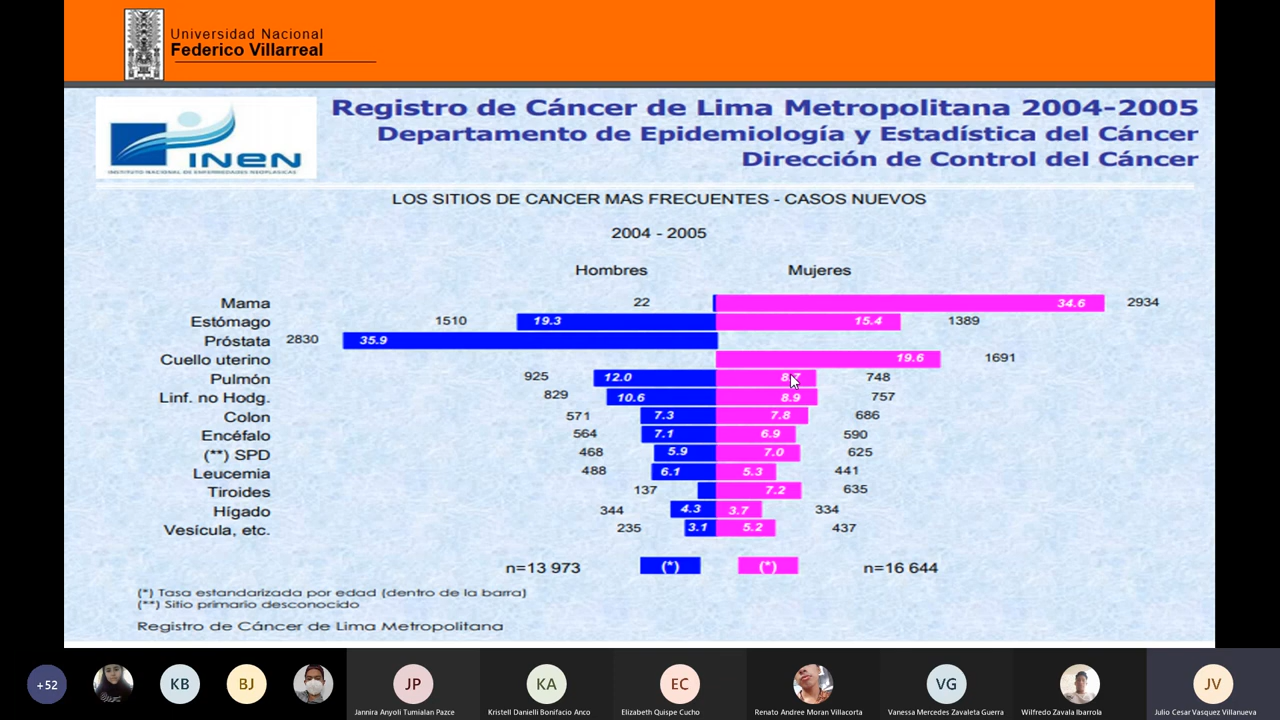 Universidad Nacional
Federico Villarreal
INEN
INSTITUTO NACIONAL DE ENFERMEDADES NEOPLASICAS
Registro de Cáncer de Lima Metropolitana 2004-2005
Departamento de Epidemiología y Estadística del Cáncer
Dirección de Control del Cáncer
LOS SITIOS DE CANCER MAS FRECUENTES - CASOS NUEVOS
2004 - 2005
Hombres Mujeres
Mama 22 34.6 2934
Estómago 1510 19.3 15.4 1389
Próstata 2830 35.9
Cuello uterino 19.6 1691
Pulmón 925 12.0 748
Linf. no Hodg. 829 10.6 8.9 757
Colon 571 7.3 7.8 686
Encéfalo 564 7.1 6.9 590
(**) SPD 468 5.9 7.0 625
Leucemia 488 6.1 5.3 441
Tiroides 137 7.2 635
Hígado 344 4.3 3.7 334
Vesícula, etc. 235 3.1 5.2 437
n=13 973 (*) (*) n=16 644
(*) Tasa estandarizada por edad (dentro de la barra)
(**) Sitio primario desconocido
Registro de Cáncer de Lima Metropolitana
+52 KB BJ JP KA EC VG JV
Jannira Anyoli Tumialan Pazce Kristell Danielli Bonifacio Anco Elizabeth Quispe Cucho Renato Andree Moran Villacorta Vanessa Mercedes Zavaleta Guerra Wilfredo Zavala Ibarrola Julio Cesar Vasquez Villanueva